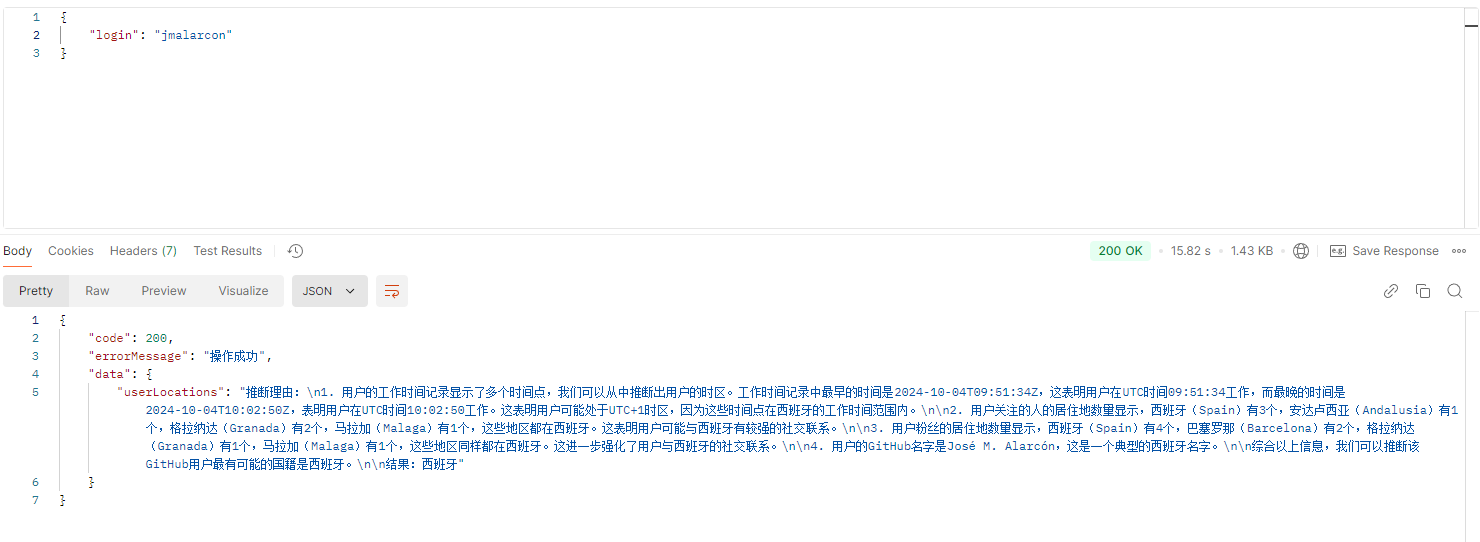 1 {
2 "login": "jmalarcon"
3 }
Body Cookies Headers (7) Test Results 200 OK 15.82 s 1.43 KB e.g. Save Response
Pretty Raw Preview Visualize JSON
1 {
2 "code": 200,
3 "errorMessage": "操作成功",
4 "data": {
5 "userLocations": "推断理由：\n1. 用户的工作时间记录显示了多个时间点，我们可以从中推断出用户的时区。工作时间记录中最早的时间是2024-10-04T09:51:34Z，这表明用户在UTC时间09:51:34工作，而最晚的时间是
2024-10-04T10:02:50Z，表明用户在UTC时间10:02:50工作。这表明用户可能处于UTC+1时区，因为这些时间点在西班牙的工作时间范围内。\n\n2. 用户关注的人的居住地数量显示，西班牙（Spain）有3个，安达卢西亚（Andalusia）有1
个，格拉纳达（Granada）有2个，马拉加（Malaga）有1个，这些地区都在西班牙。这表明用户可能与西班牙有较强的社交联系。\n\n3. 用户粉丝的居住地数量显示，西班牙（Spain）有4个，巴塞罗那（Barcelona）有2个，格拉纳达
（Granada）有1个，马拉加（Malaga）有1个，这些地区同样都在西班牙。这进一步强化了用户与西班牙的社交联系。\n\n4. 用户的GitHub名字是José M. Alarcón，这是一个典型的西班牙名字。\n\n综合以上信息，我们可以推断该
GitHub用户最有可能的国籍是西班牙。\n\n结果：西班牙"
6 }
7 }